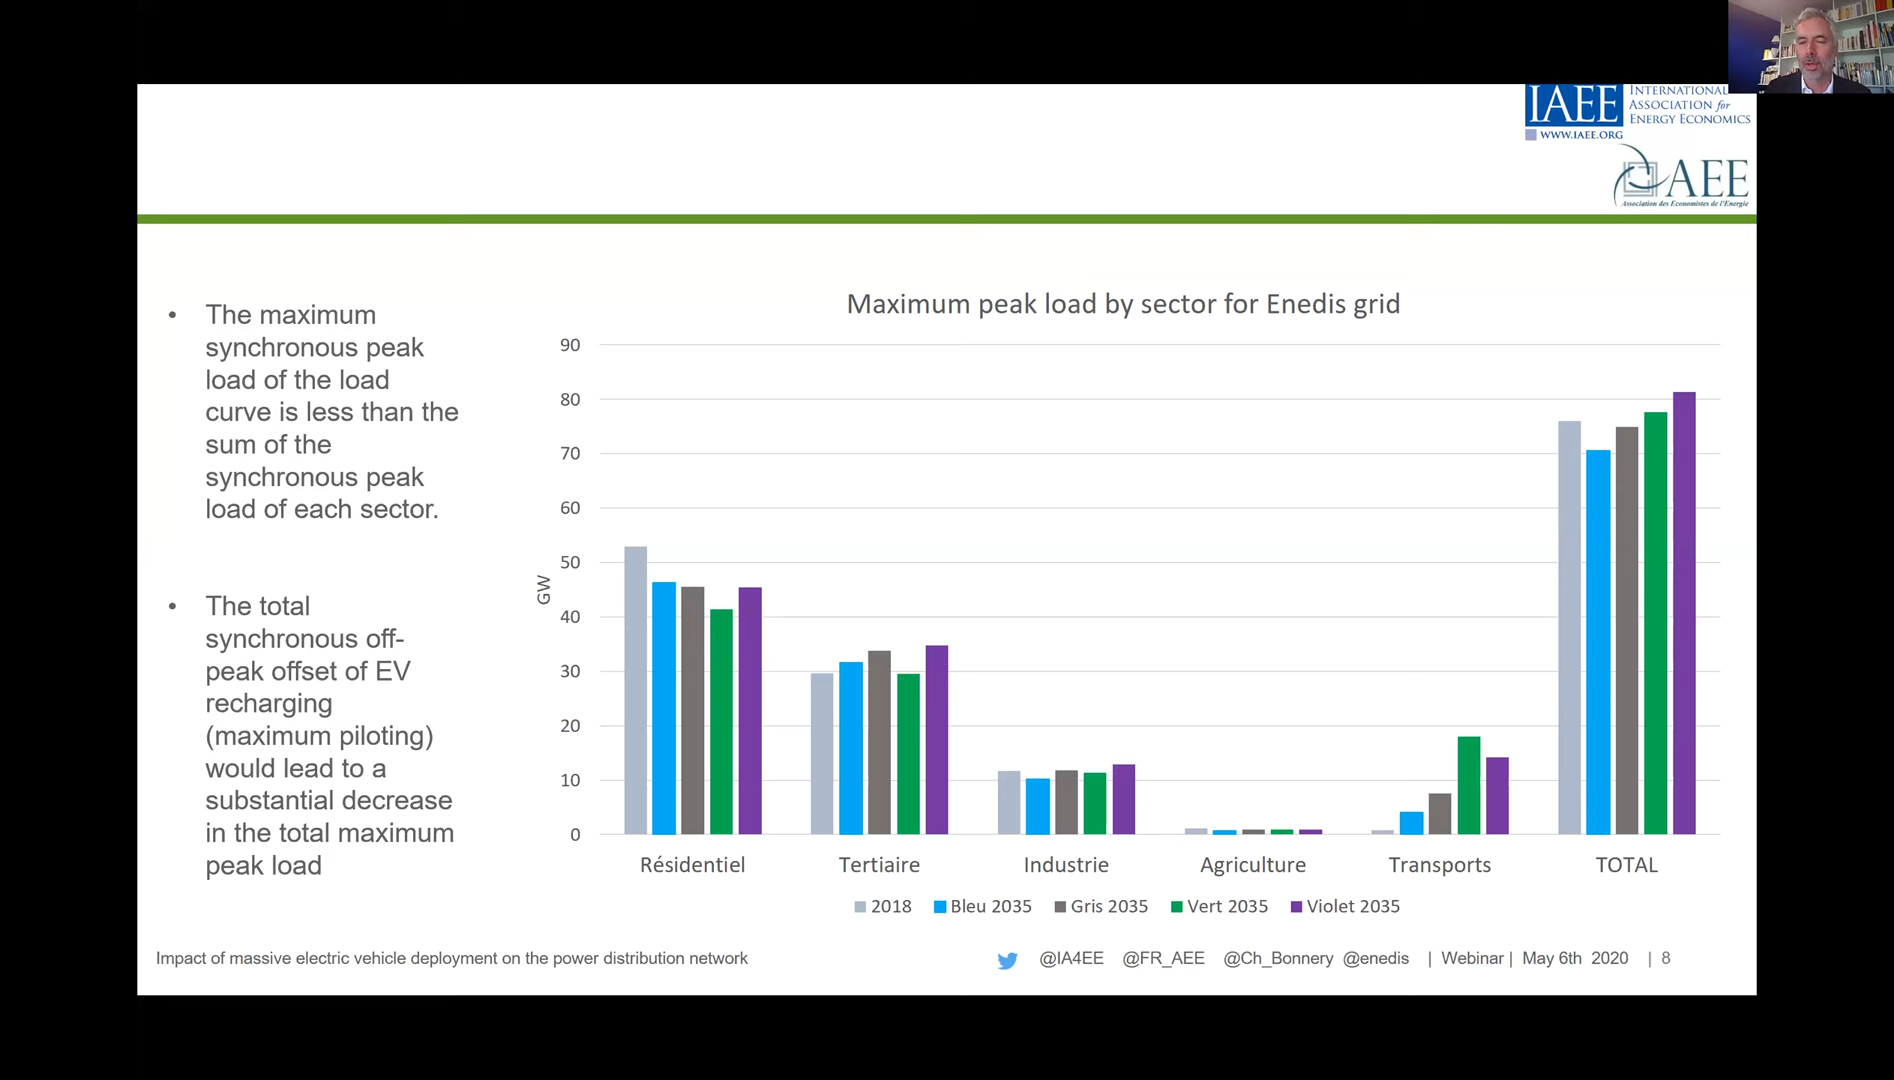 IAEE
INTERNATIONAL
ASSOCIATION for
ENERGY ECONOMICS
WWW.IAEE.ORG
AEE
Association des Economistes de l'Energie
• The maximum
synchronous peak
load of the load
curve is less than the
sum of the
synchronous peak
load of each sector.
• The total
synchronous off-
peak offset of EV
recharging
(maximum piloting)
would lead to a
substantial decrease
in the total maximum
peak load
Maximum peak load by sector for Enedis grid
90
80
70
60
50
40
30
20
10
0
GW
Résidentiel Tertiaire Industrie Agriculture Transports TOTAL
2018 Bleu 2035 Gris 2035 Vert 2035 Violet 2035
Impact of massive electric vehicle deployment on the power distribution network @IA4EE @FR_AEE @Ch_Bonnery @enedis | Webinar | May 6th 2020 | 8